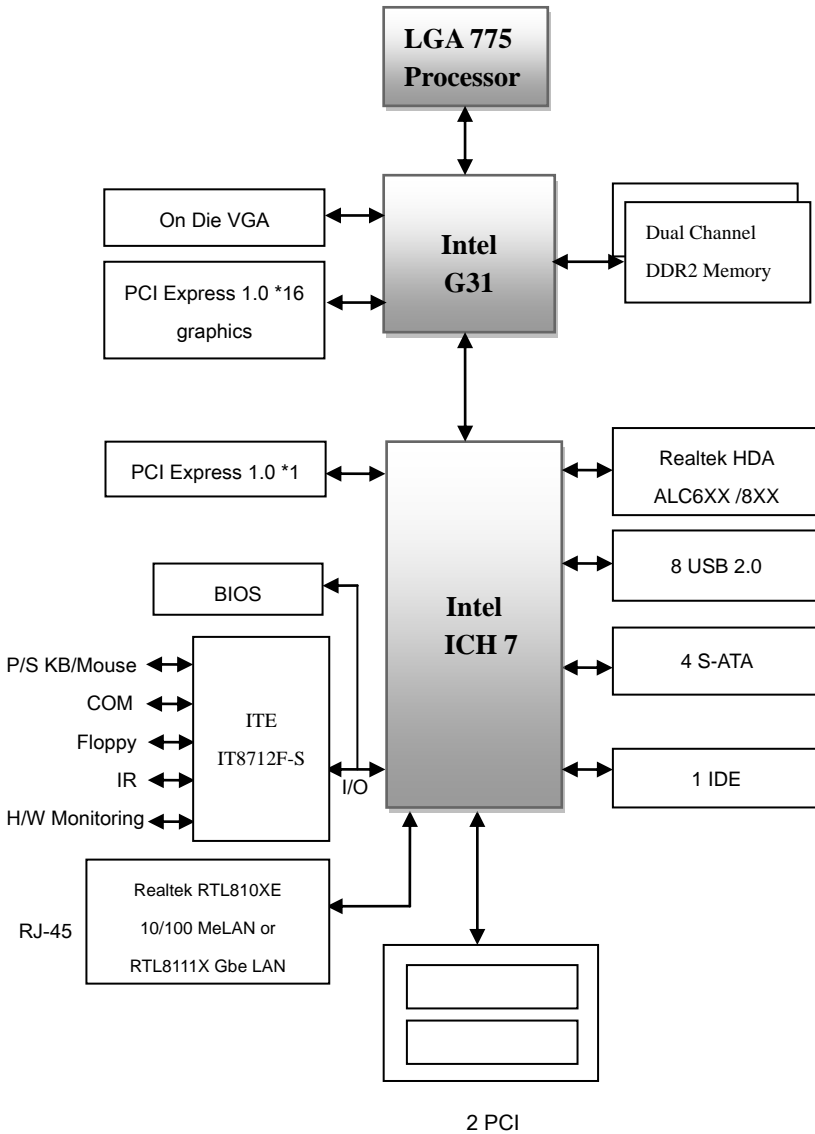 LGA 775
Processor
On Die VGA
Intel
G31
Dual Channel
DDR2 Memory
PCI Express 1.0 *16
graphics
PCI Express 1.0 *1
Realtek HDA
ALC6XX /8XX
8 USB 2.0
BIOS
Intel
ICH 7
P/S KB/Mouse
COM
Floppy
IR
H/W Monitoring
ITE
IT8712F-S
I/O
4 S-ATA
1 IDE
RJ-45
Realtek RTL810XE
10/100 MeLAN or
RTL8111X Gbe LAN
2 PCI